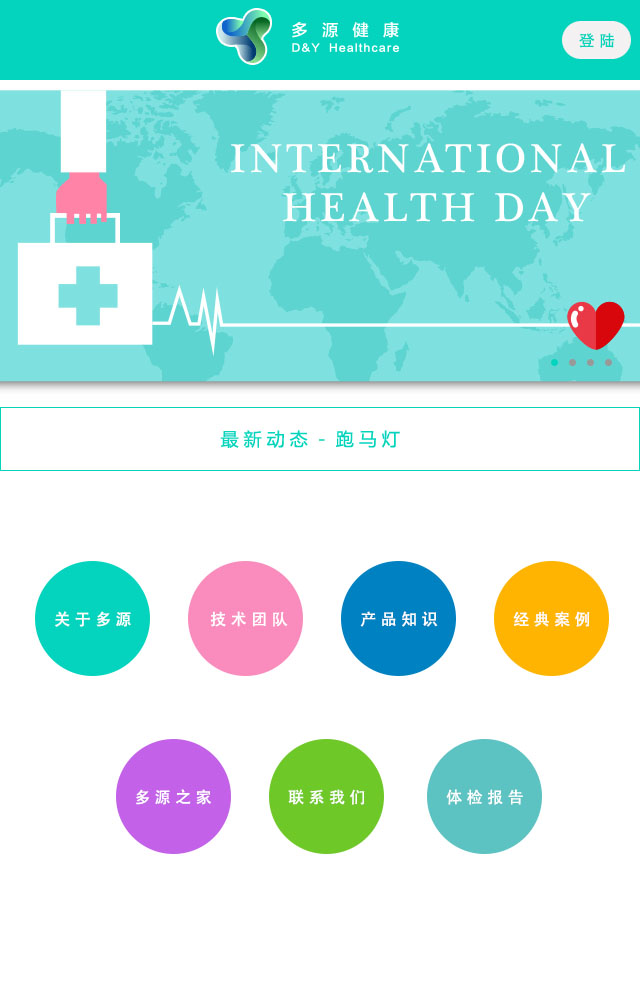 多源健康
D&Y Healthcare
登陆
INTERNATIONAL
HEALTH DAY
最新动态 - 跑马灯
关于多源
技术团队
产品知识
经典案例
多源之家
联系我们
体检报告